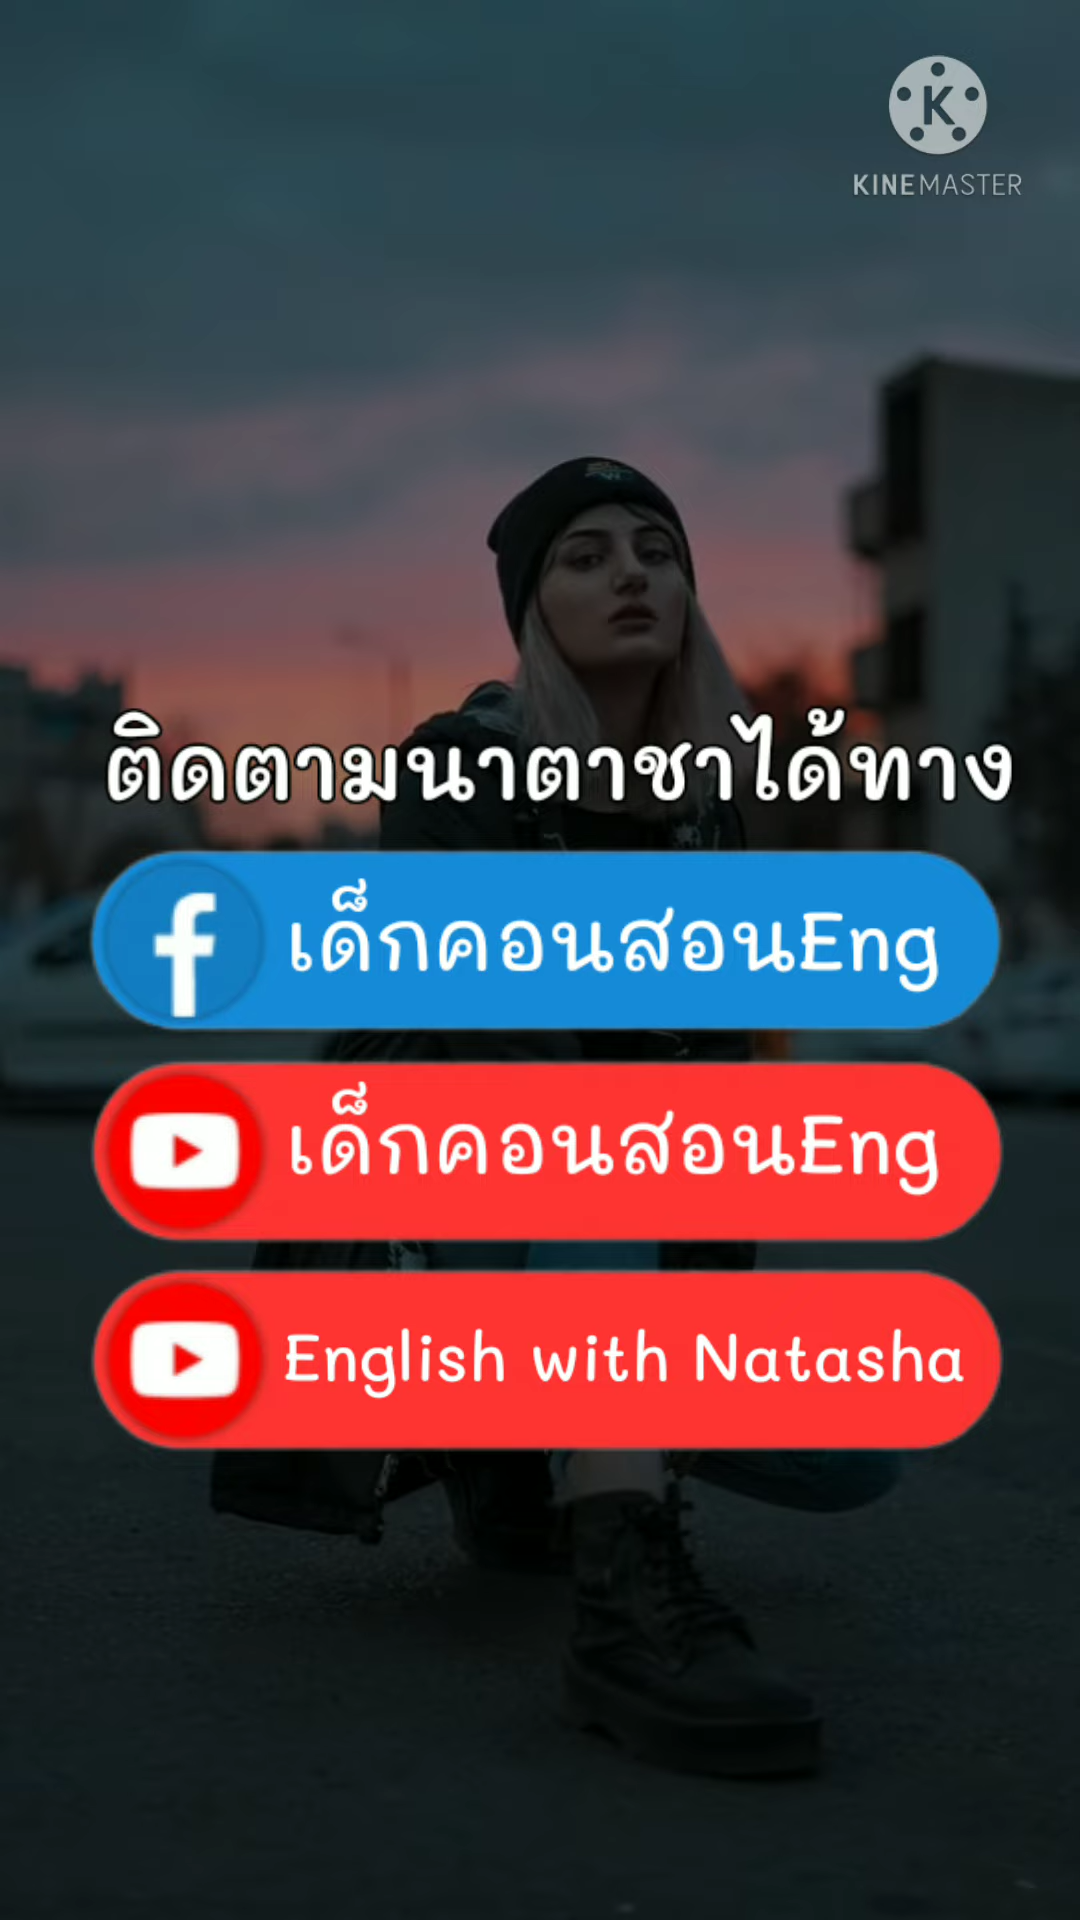 KINEMASTER
ติดตามนาตาชาได้ทาง
เด็กคอนสอนEng
เด็กคอนสอนEng
English with Natasha